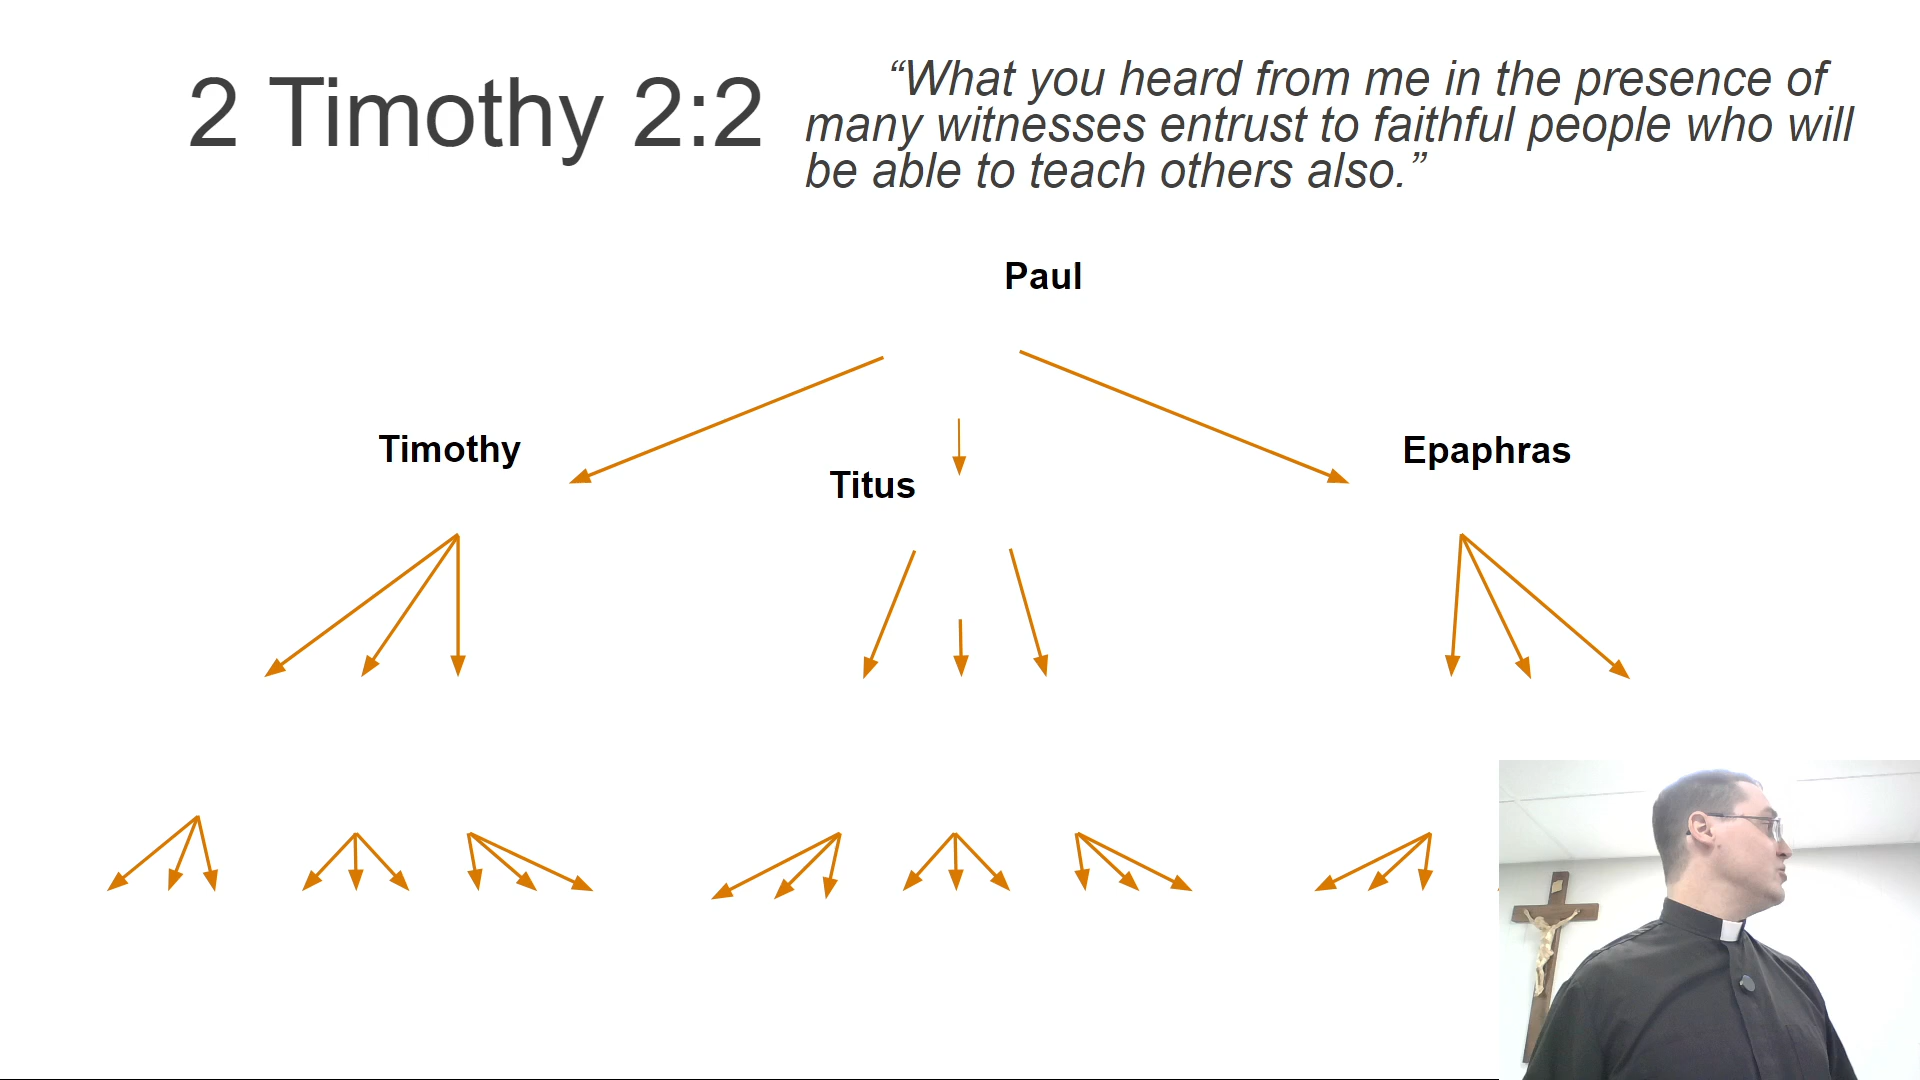 2 Timothy 2:2
“What you heard from me in the presence of
many witnesses entrust to faithful people who will
be able to teach others also.”
Paul
Timothy
Titus
Epaphras